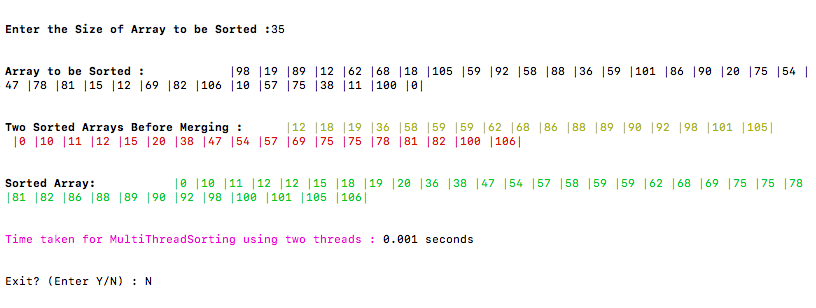 Enter the Size of Array to be Sorted :35
Array to be Sorted : |98 |19 |89 |12 |62 |68 |18 |105 |59 |92 |58 |88 |36 |59 |101 |86 |90 |20 |75 |54 |
47 |78 |81 |15 |12 |69 |82 |106 |10 |57 |75 |38 |11 |100 |0|
Two Sorted Arrays Before Merging : |12 |18 |19 |36 |58 |59 |59 |62 |68 |86 |88 |89 |90 |92 |98 |101 |105|
|0 |10 |11 |12 |15 |20 |38 |47 |54 |57 |69 |75 |75 |78 |81 |82 |100 |106|
Sorted Array: |0 |10 |11 |12 |12 |15 |18 |19 |20 |36 |38 |47 |54 |57 |58 |59 |59 |62 |68 |69 |75 |75 |78
|81 |82 |86 |88 |89 |90 |92 |98 |100 |101 |105 |106|
Time taken for MultiThreadSorting using two threads : 0.001 seconds
Exit? (Enter Y/N) : N